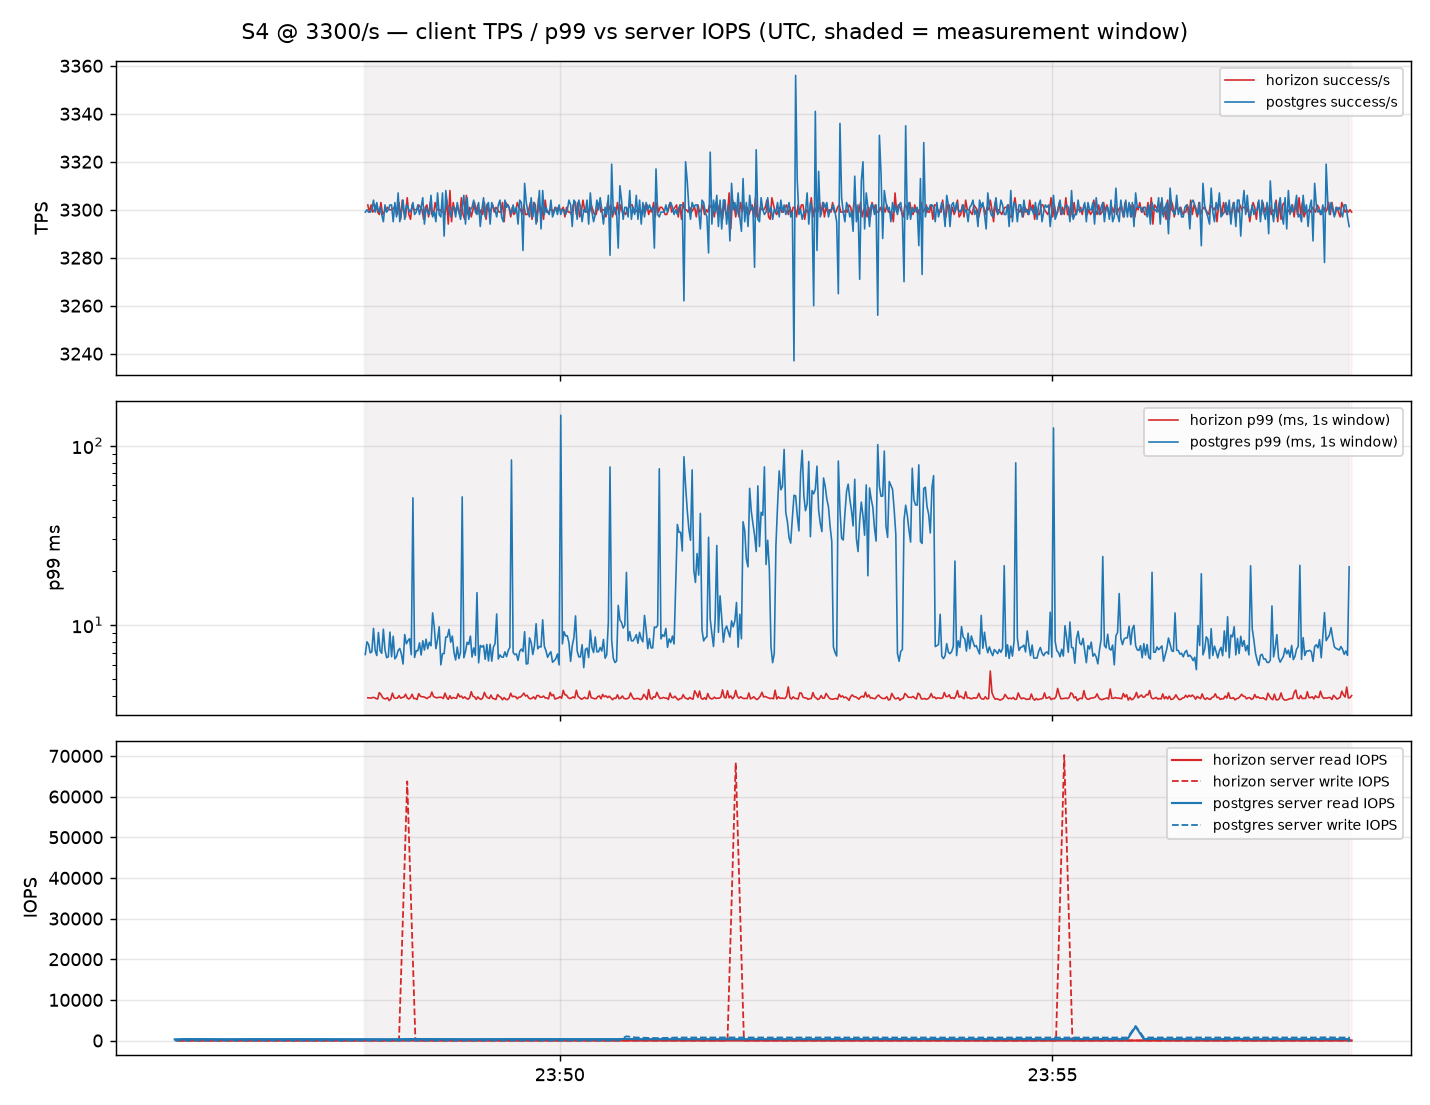 S4 @ 3300/s — client TPS / p99 vs server IOPS (UTC, shaded = measurement window)
3360
3340
3320
3300
3280
3260
3240
TPS
horizon success/s
postgres success/s
10²
10¹
p99 ms
horizon p99 (ms, 1s window)
postgres p99 (ms, 1s window)
70000
60000
50000
40000
30000
20000
10000
0
IOPS
horizon server read IOPS
horizon server write IOPS
postgres server read IOPS
postgres server write IOPS
23:50
23:55